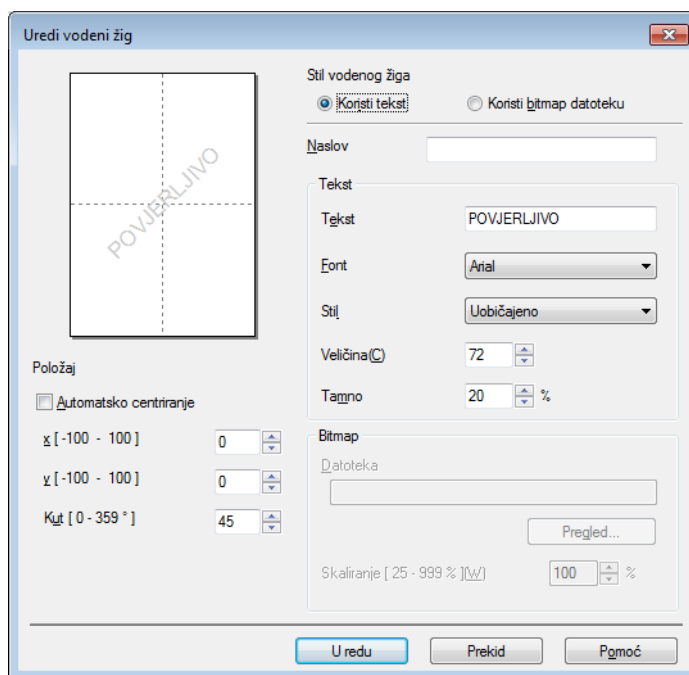 Uredi vodeni žig
POVJERLJIVO
Položaj
Automatsko centriranje
x [ -100 - 100 ] 0
y [ -100 - 100 ] 0
Kut [ 0 - 359 ° ] 45
Stil vodenog žiga
Koristi tekst Koristi bitmap datoteku
Naslov
Tekst
Tekst POVJERLJIVO
Font Arial
Stil Uobičajeno
Veličina(C) 72
Tamno 20 %
Bitmap
Datoteka
Pregled...
Skaliranje [ 25 - 999 % ](W) 100 %
U redu Prekid Pomoć